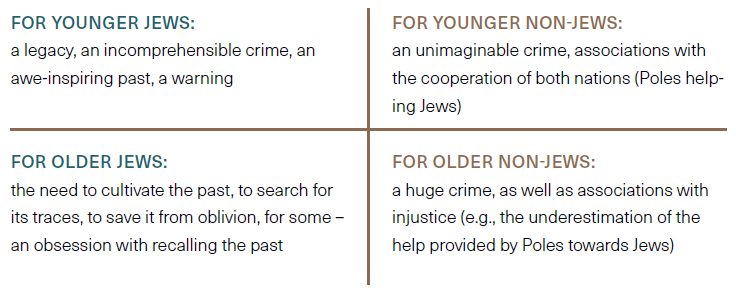 FOR YOUNGER JEWS:
a legacy, an incomprehensible crime, an
awe-inspiring past, a warning
FOR YOUNGER NON-JEWS:
an unimaginable crime, associations with
the cooperation of both nations (Poles help-
ing Jews)
FOR OLDER JEWS:
the need to cultivate the past, to search for
its traces, to save it from oblivion, for some –
an obsession with recalling the past
FOR OLDER NON-JEWS:
a huge crime, as well as associations with
injustice (e.g., the underestimation of the
help provided by Poles towards Jews)